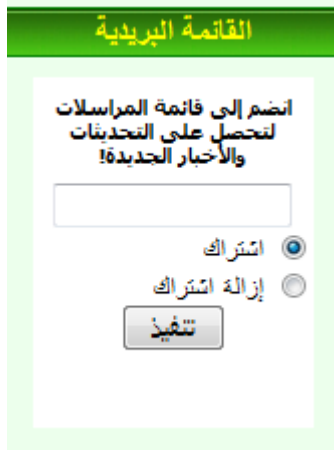 القائمة البريدية
انضم إلى قائمة المراسلات
لتحصل على التحديثات
والأخبار الجديدة!
اشتراك
إزالة اشتراك
تنفيذ